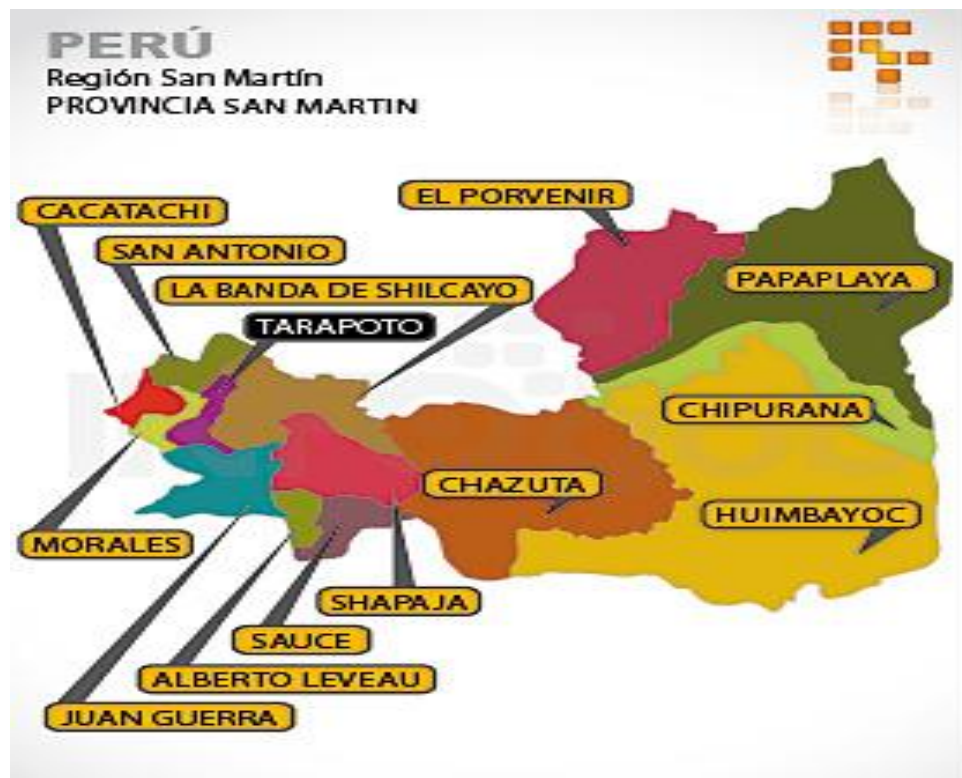 PERÚ
Región San Martín
PROVINCIA SAN MARTIN
EL PORVENIR
CACATACHI
SAN ANTONIO
LA BANDA DE SHILCAYO
PAPAPLAYA
TARAPOTO
CHIPURANA
CHAZUTA
HUIMBAYOC
MORALES
SHAPAJA
SAUCE
ALBERTO LEVEAU
JUAN GUERRA